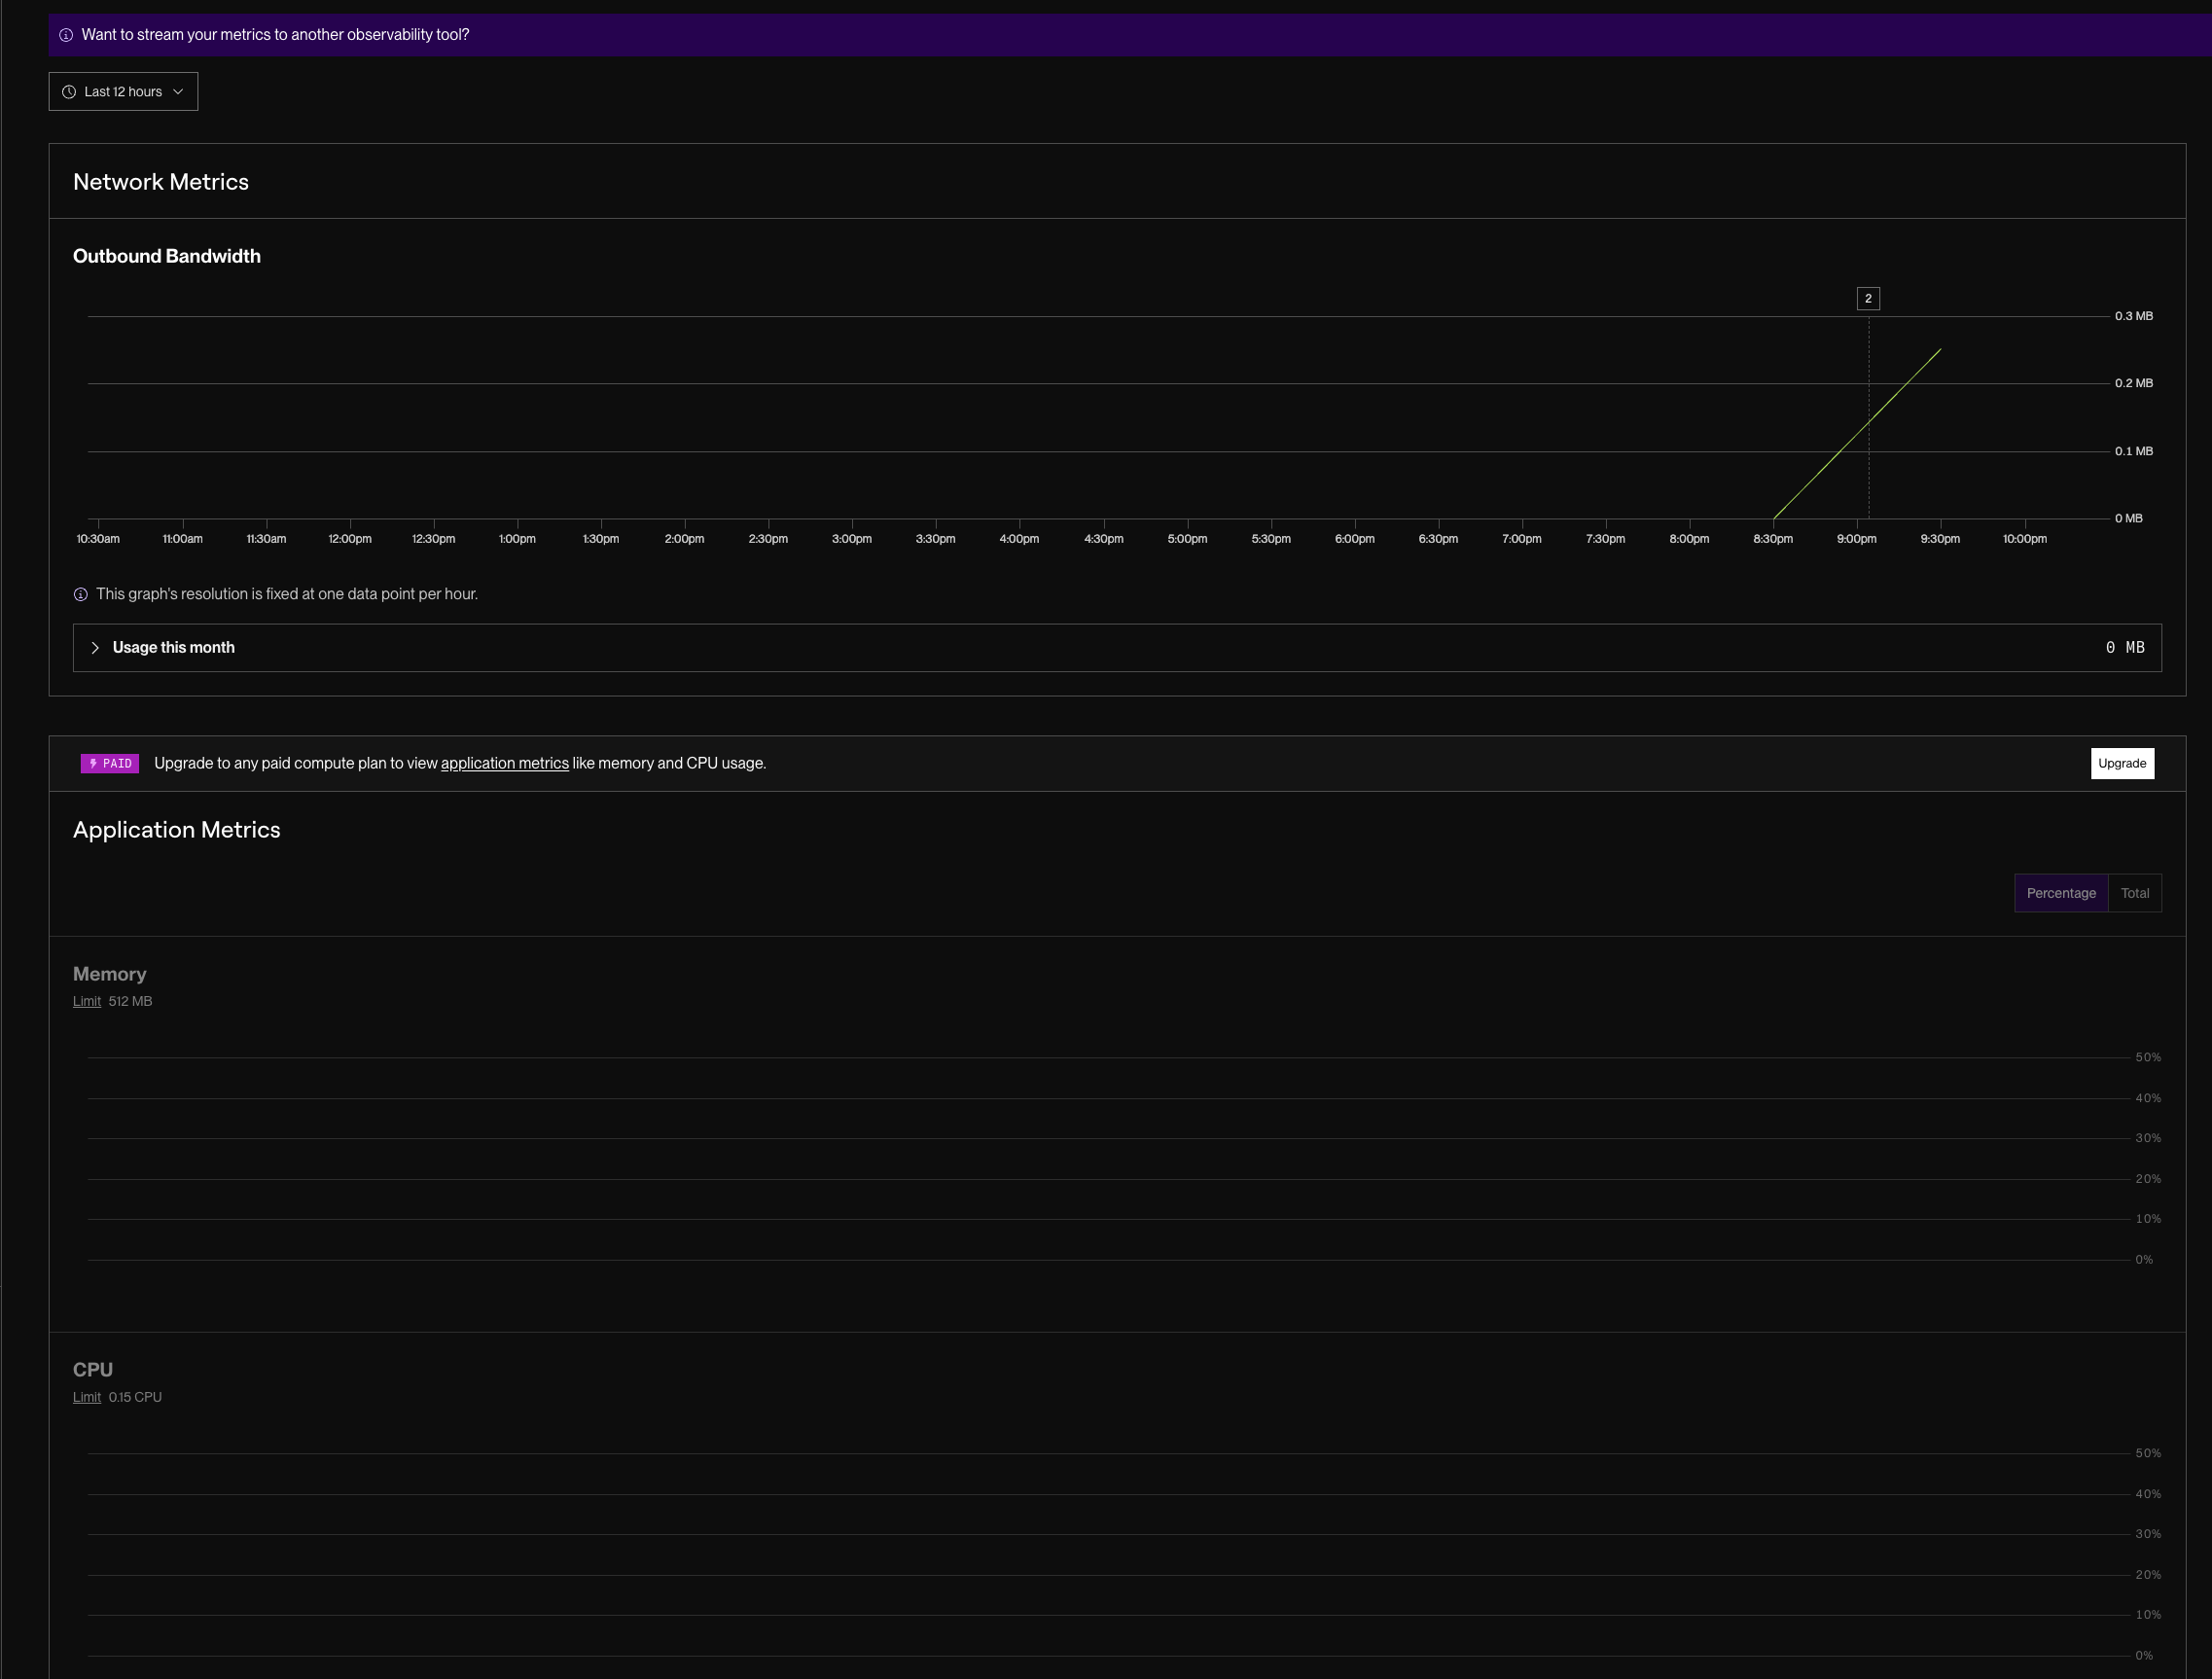 Want to stream your metrics to another observability tool?
Last 12 hours
Network Metrics
Outbound Bandwidth
2
0.3 MB
0.2 MB
0.1 MB
0 MB
10:30am 11:00am 11:30am 12:00pm 12:30pm 1:00pm 1:30pm 2:00pm 2:30pm 3:00pm 3:30pm 4:00pm 4:30pm 5:00pm 5:30pm 6:00pm 6:30pm 7:00pm 7:30pm 8:00pm 8:30pm 9:00pm 9:30pm 10:00pm
This graph's resolution is fixed at one data point per hour.
Usage this month 0 MB
PAID Upgrade to any paid compute plan to view application metrics like memory and CPU usage. Upgrade
Application Metrics
Percentage Total
Memory
Limit 512 MB
50%
40%
30%
20%
10%
0%
CPU
Limit 0.15 CPU
50%
40%
30%
20%
10%
0%